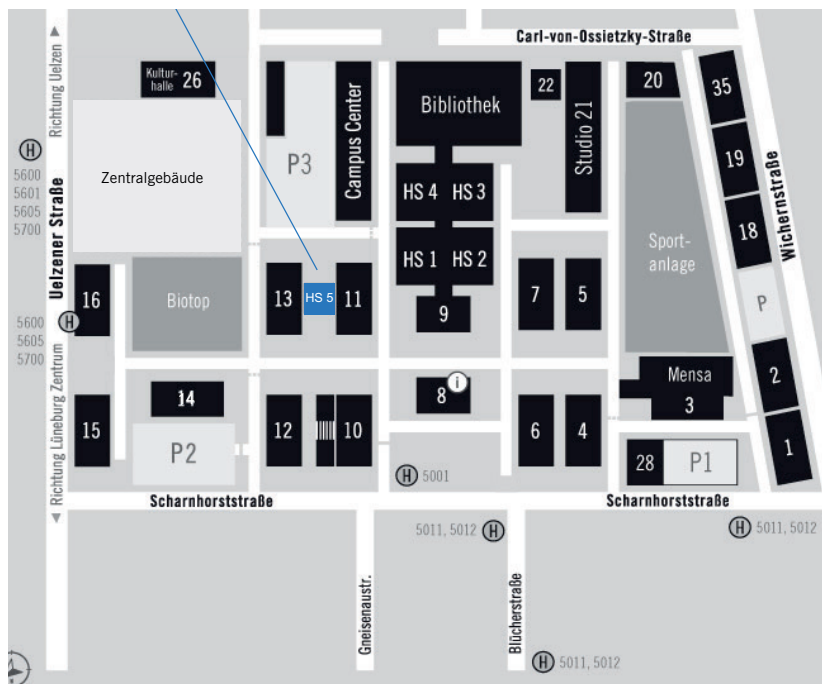 Carl-von-Ossietzky-Straße
Richtung Uelzen
Kultur-
halle 26
22
20
35
Bibliothek
Campus Center
Studio 21
P3
H
5600
5601
5605
5700
Zentralgebäude
19
HS 4
HS 3
Uelzener Straße
Wichernstraße
18
Sport-
anlage
HS 1
HS 2
16
Biotop
13
HS 5
11
7
5
9
P
H
5600
5605
5700
Mensa
3
2
i
8
14
15
12
10
6
4
1
P2
28
P1
Richtung Lüneburg Zentrum
H 5001
Scharnhorststraße
Scharnhorststraße
5011, 5012 H
H 5011, 5012
Gneisenaustr.
Blücherstraße
H 5011, 5012